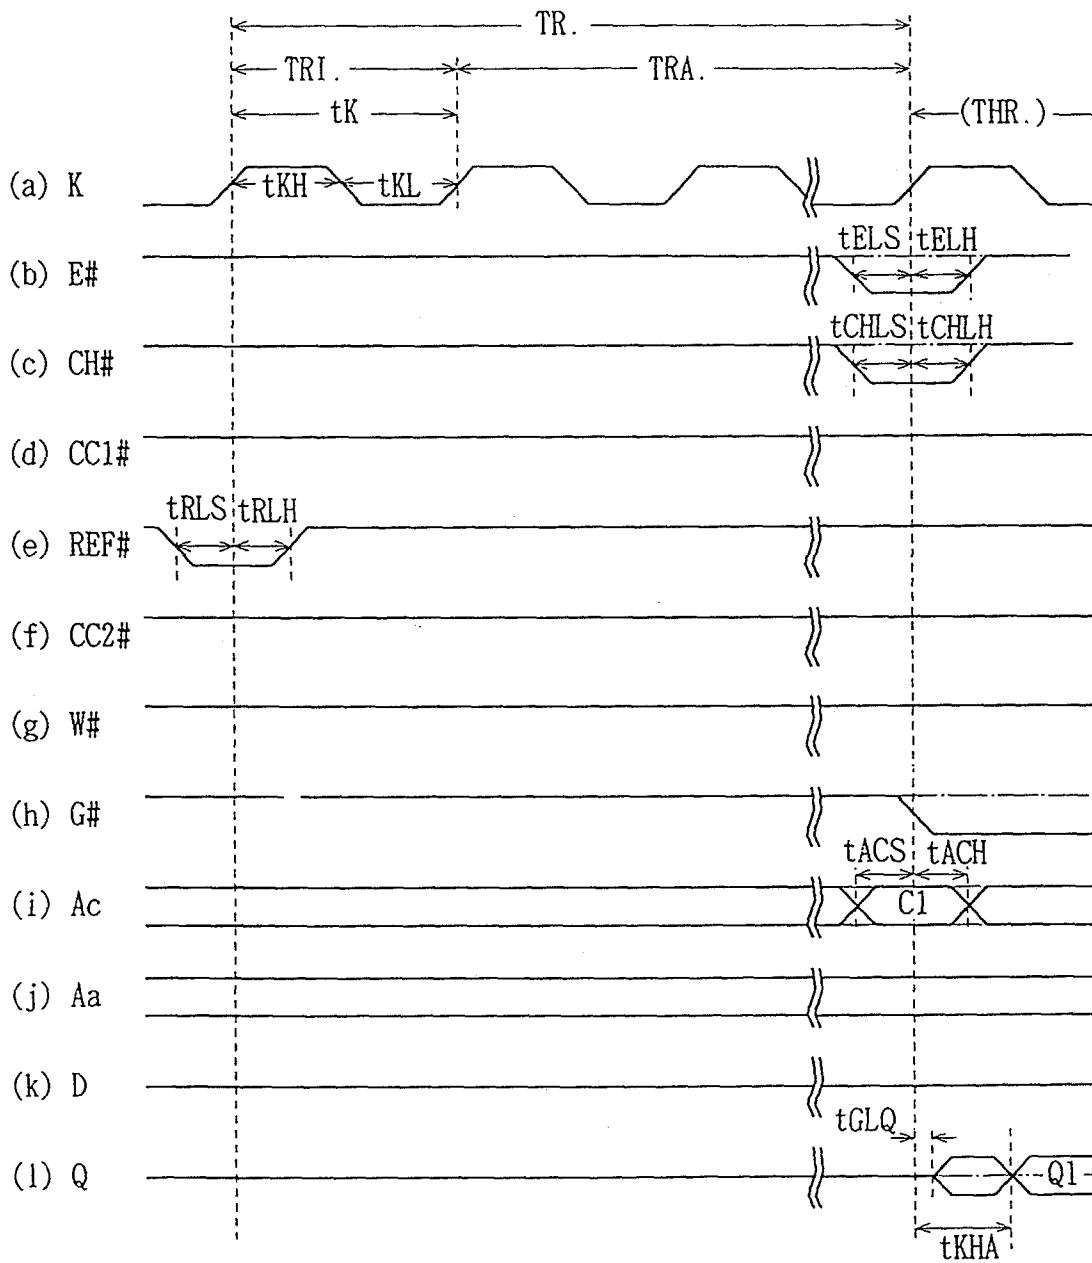 TR.
TRI. TRA.
tK (THR.)
(a) K tKH tKL
tELS tELH
(b) E#
tCHLS tCHLH
(c) CH#
(d) CC1#
tRLS tRLH
(e) REF#
(f) CC2#
(g) W#
(h) G#
tACS tACH
(i) Ac C1
(j) Aa
(k) D
tGLQ
(l) Q Q1
tKHA